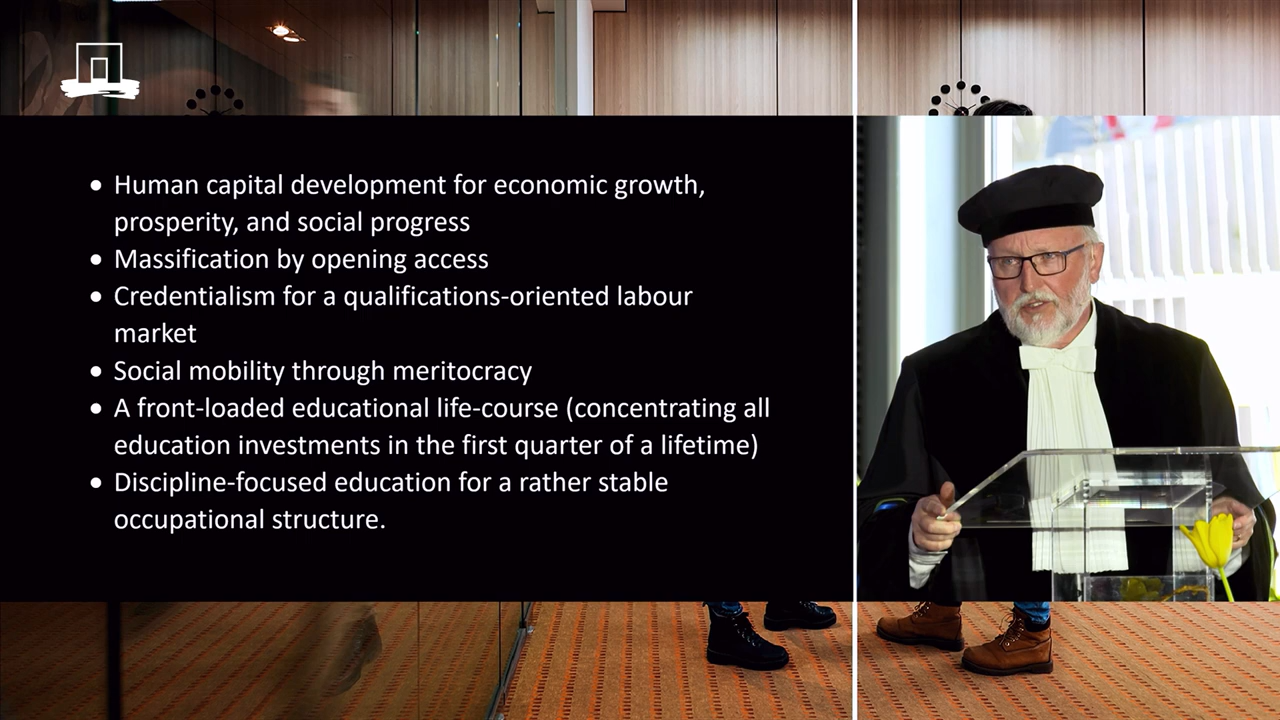 • Human capital development for economic growth,
prosperity, and social progress
• Massification by opening access
• Credentialism for a qualifications-oriented labour
market
• Social mobility through meritocracy
• A front-loaded educational life-course (concentrating all
education investments in the first quarter of a lifetime)
• Discipline-focused education for a rather stable
occupational structure.